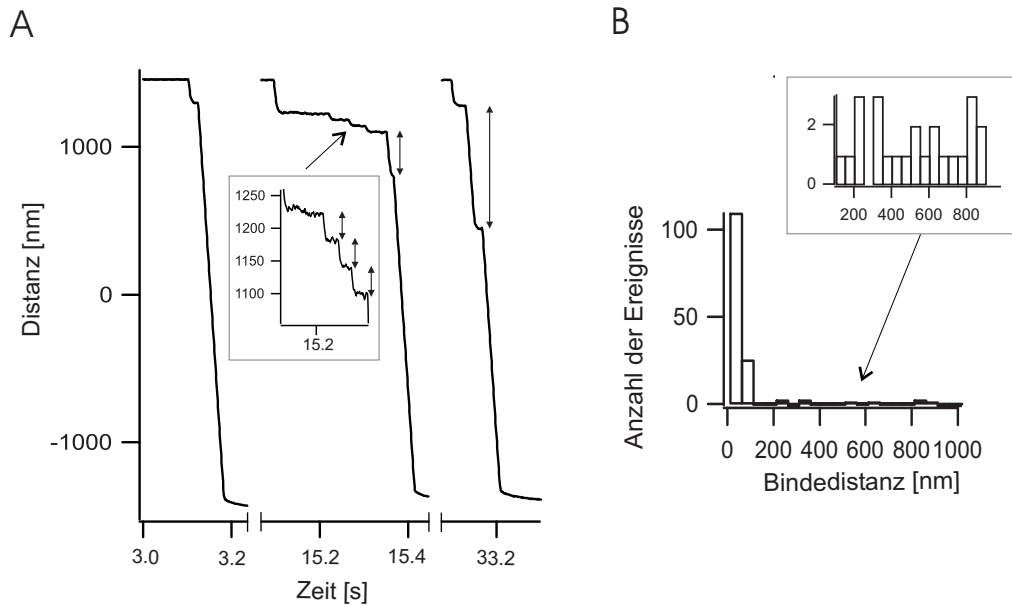 A
Distanz [nm]
1000
0
-1000
1250
1200
1150
1100
15.2
3.0 3.2 15.2 15.4 33.2
Zeit [s]
B
2
0
200 400 600 800
Anzahl der Ereignisse
100
50
0
0 200 400 600 800 1000
Bindedistanz [nm]